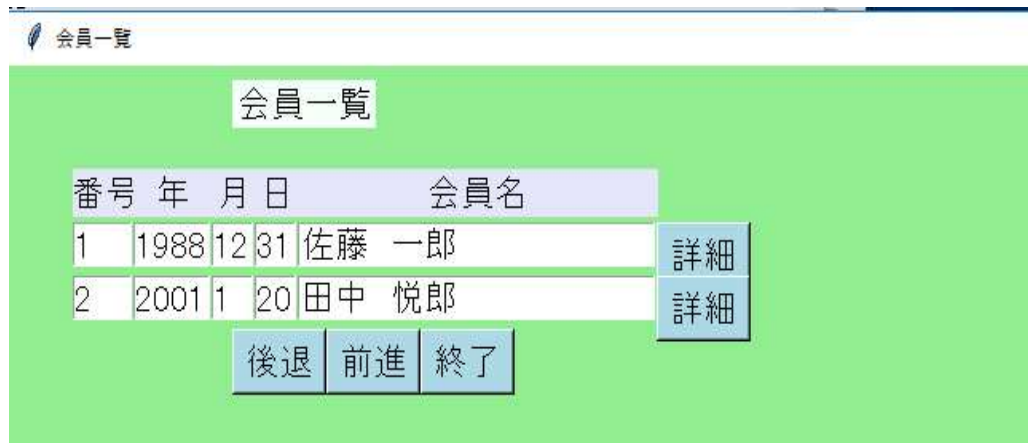 会員一覧
会員一覧
番号 年 月 日 会員名
1 1988 12 31 佐藤 一郎 詳細
2 2001 1 20 田中 悦郎 詳細
後退 前進 終了